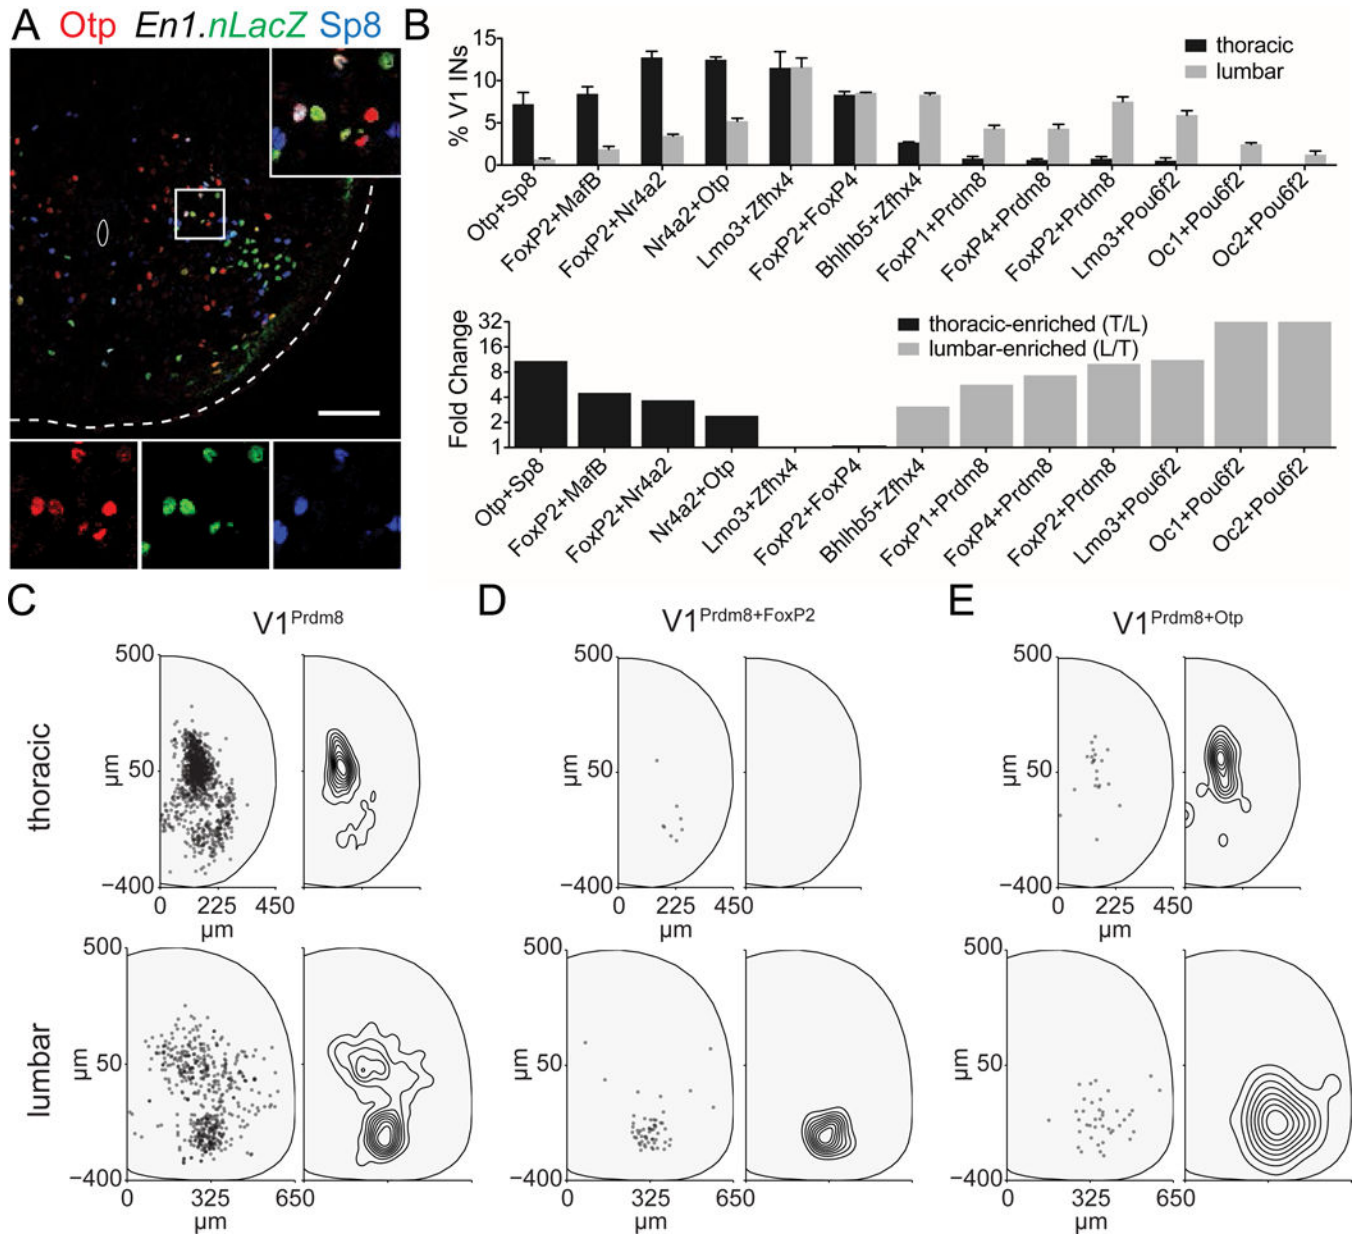 A Otp En1.nLacZ Sp8
B
% V1 INs
15
10
5
0
thoracic
lumbar
Otp+Sp8
FoxP2+MafB
FoxP2+Nr4a2
Nr4a2+Otp
Lmo3+Zfhx4
FoxP2+FoxP4
Bhlhb5+Zfhx4
FoxP1+Prdm8
FoxP4+Prdm8
FoxP2+Prdm8
Lmo3+Pou6f2
Oc1+Pou6f2
Oc2+Pou6f2
Fold Change
32
16
8
4
2
1
thoracic-enriched (T/L)
lumbar-enriched (L/T)
Otp+Sp8
FoxP2+MafB
FoxP2+Nr4a2
Nr4a2+Otp
Lmo3+Zfhx4
FoxP2+FoxP4
Bhlhb5+Zfhx4
FoxP1+Prdm8
FoxP4+Prdm8
FoxP2+Prdm8
Lmo3+Pou6f2
Oc1+Pou6f2
Oc2+Pou6f2
C
V1Prdm8
thoracic
500
µm 50
−400
0 225 450
µm
lumbar
500
µm 50
−400
0 325 650
µm
D
V1Prdm8+FoxP2
500
µm 50
−400
0 225 450
µm
500
µm 50
−400
0 325 650
µm
E
V1Prdm8+Otp
500
µm 50
−400
0 225 450
µm
500
µm 50
−400
0 325 650
µm